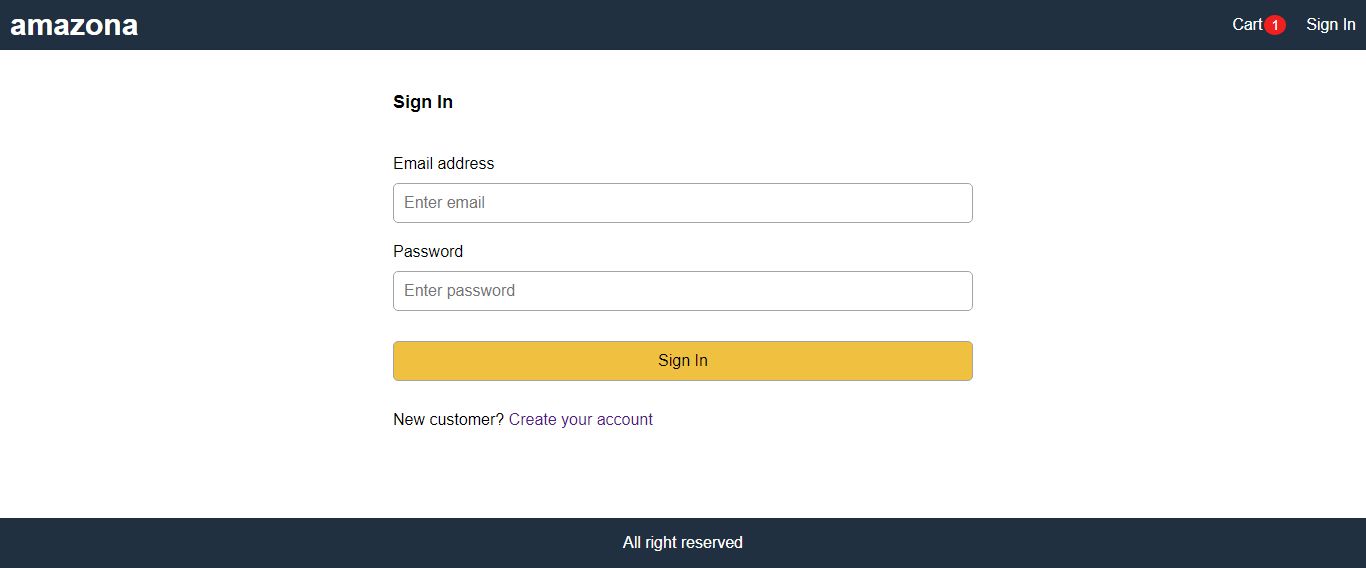 amazona
Cart 1 Sign In
Sign In
Email address
Enter email
Password
Enter password
Sign In
New customer? Create your account
All right reserved